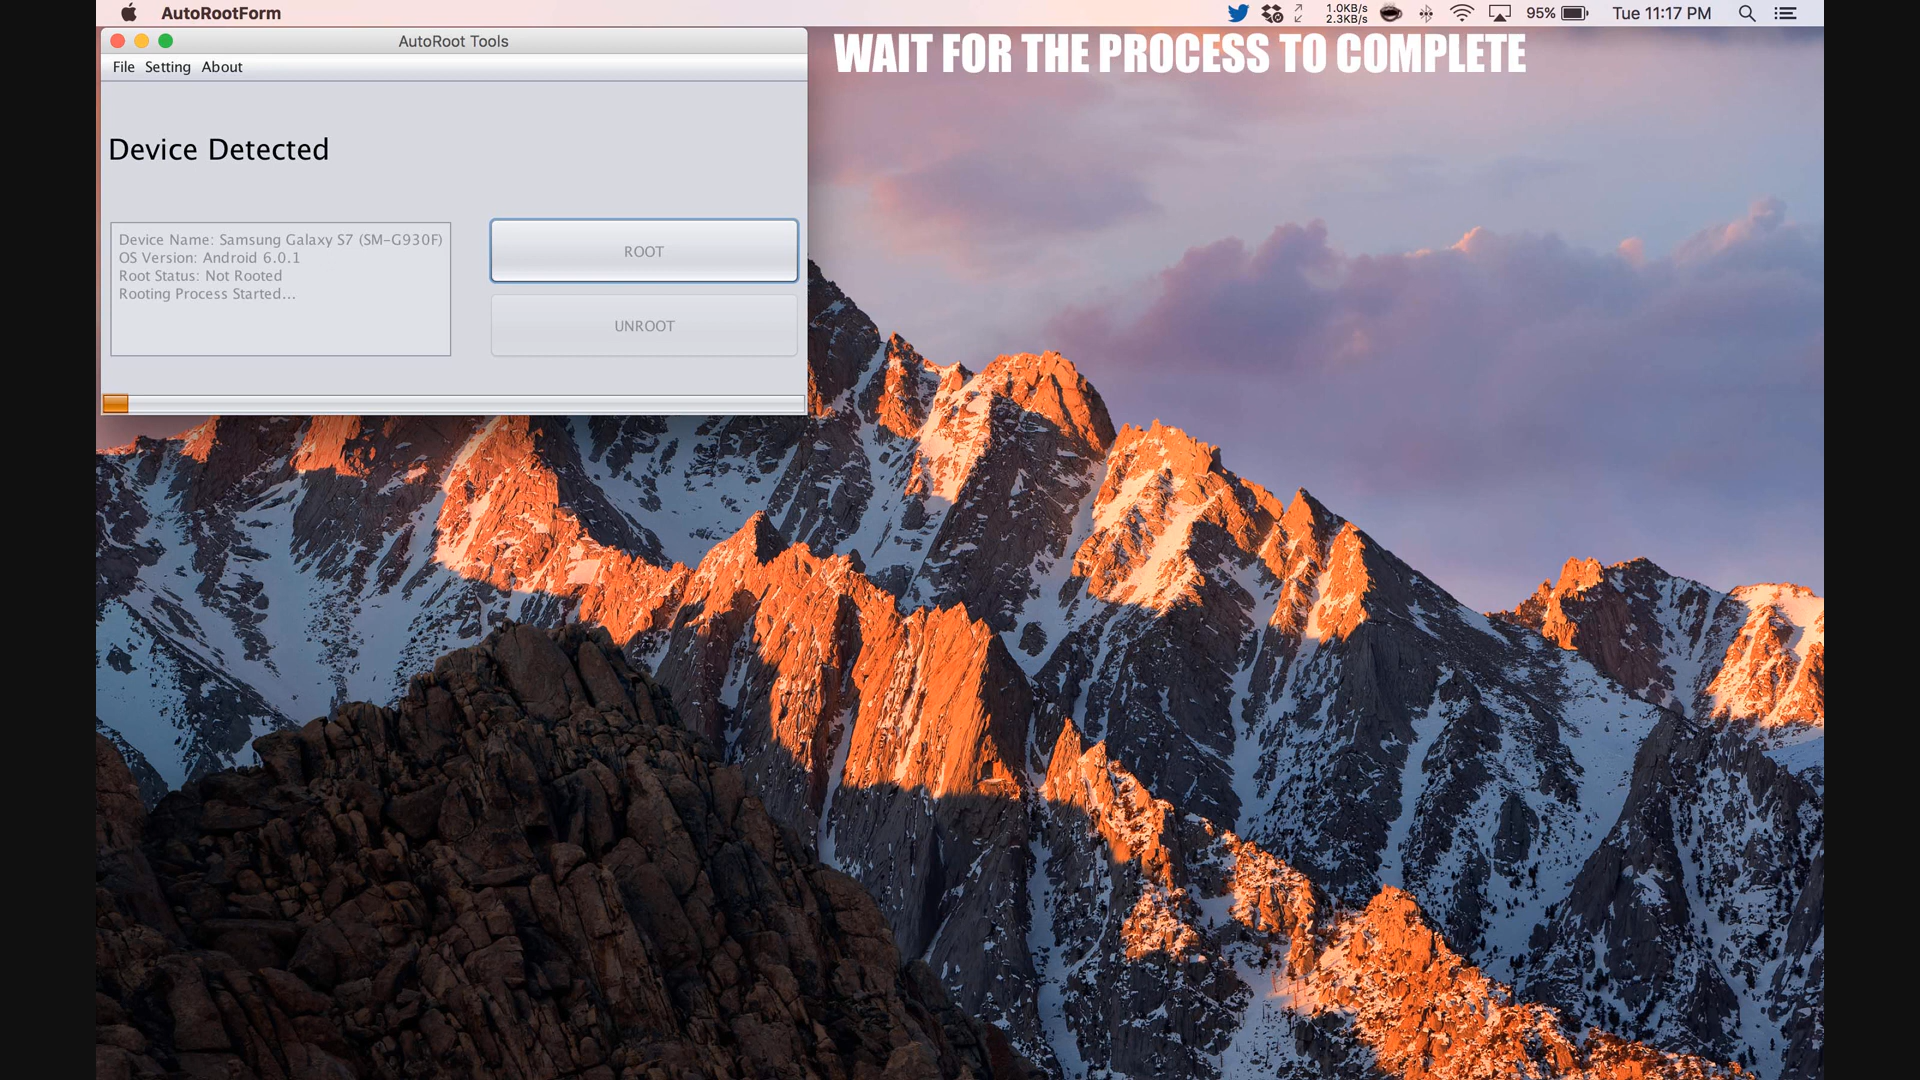 AutoRootForm
1.0KB/s
2.3KB/s
95%
Tue 11:17 PM
AutoRoot Tools
WAIT FOR THE PROCESS TO COMPLETE
File Setting About
Device Detected
Device Name: Samsung Galaxy S7 (SM-G930F)
OS Version: Android 6.0.1
Root Status: Not Rooted
Rooting Process Started...
ROOT
UNROOT